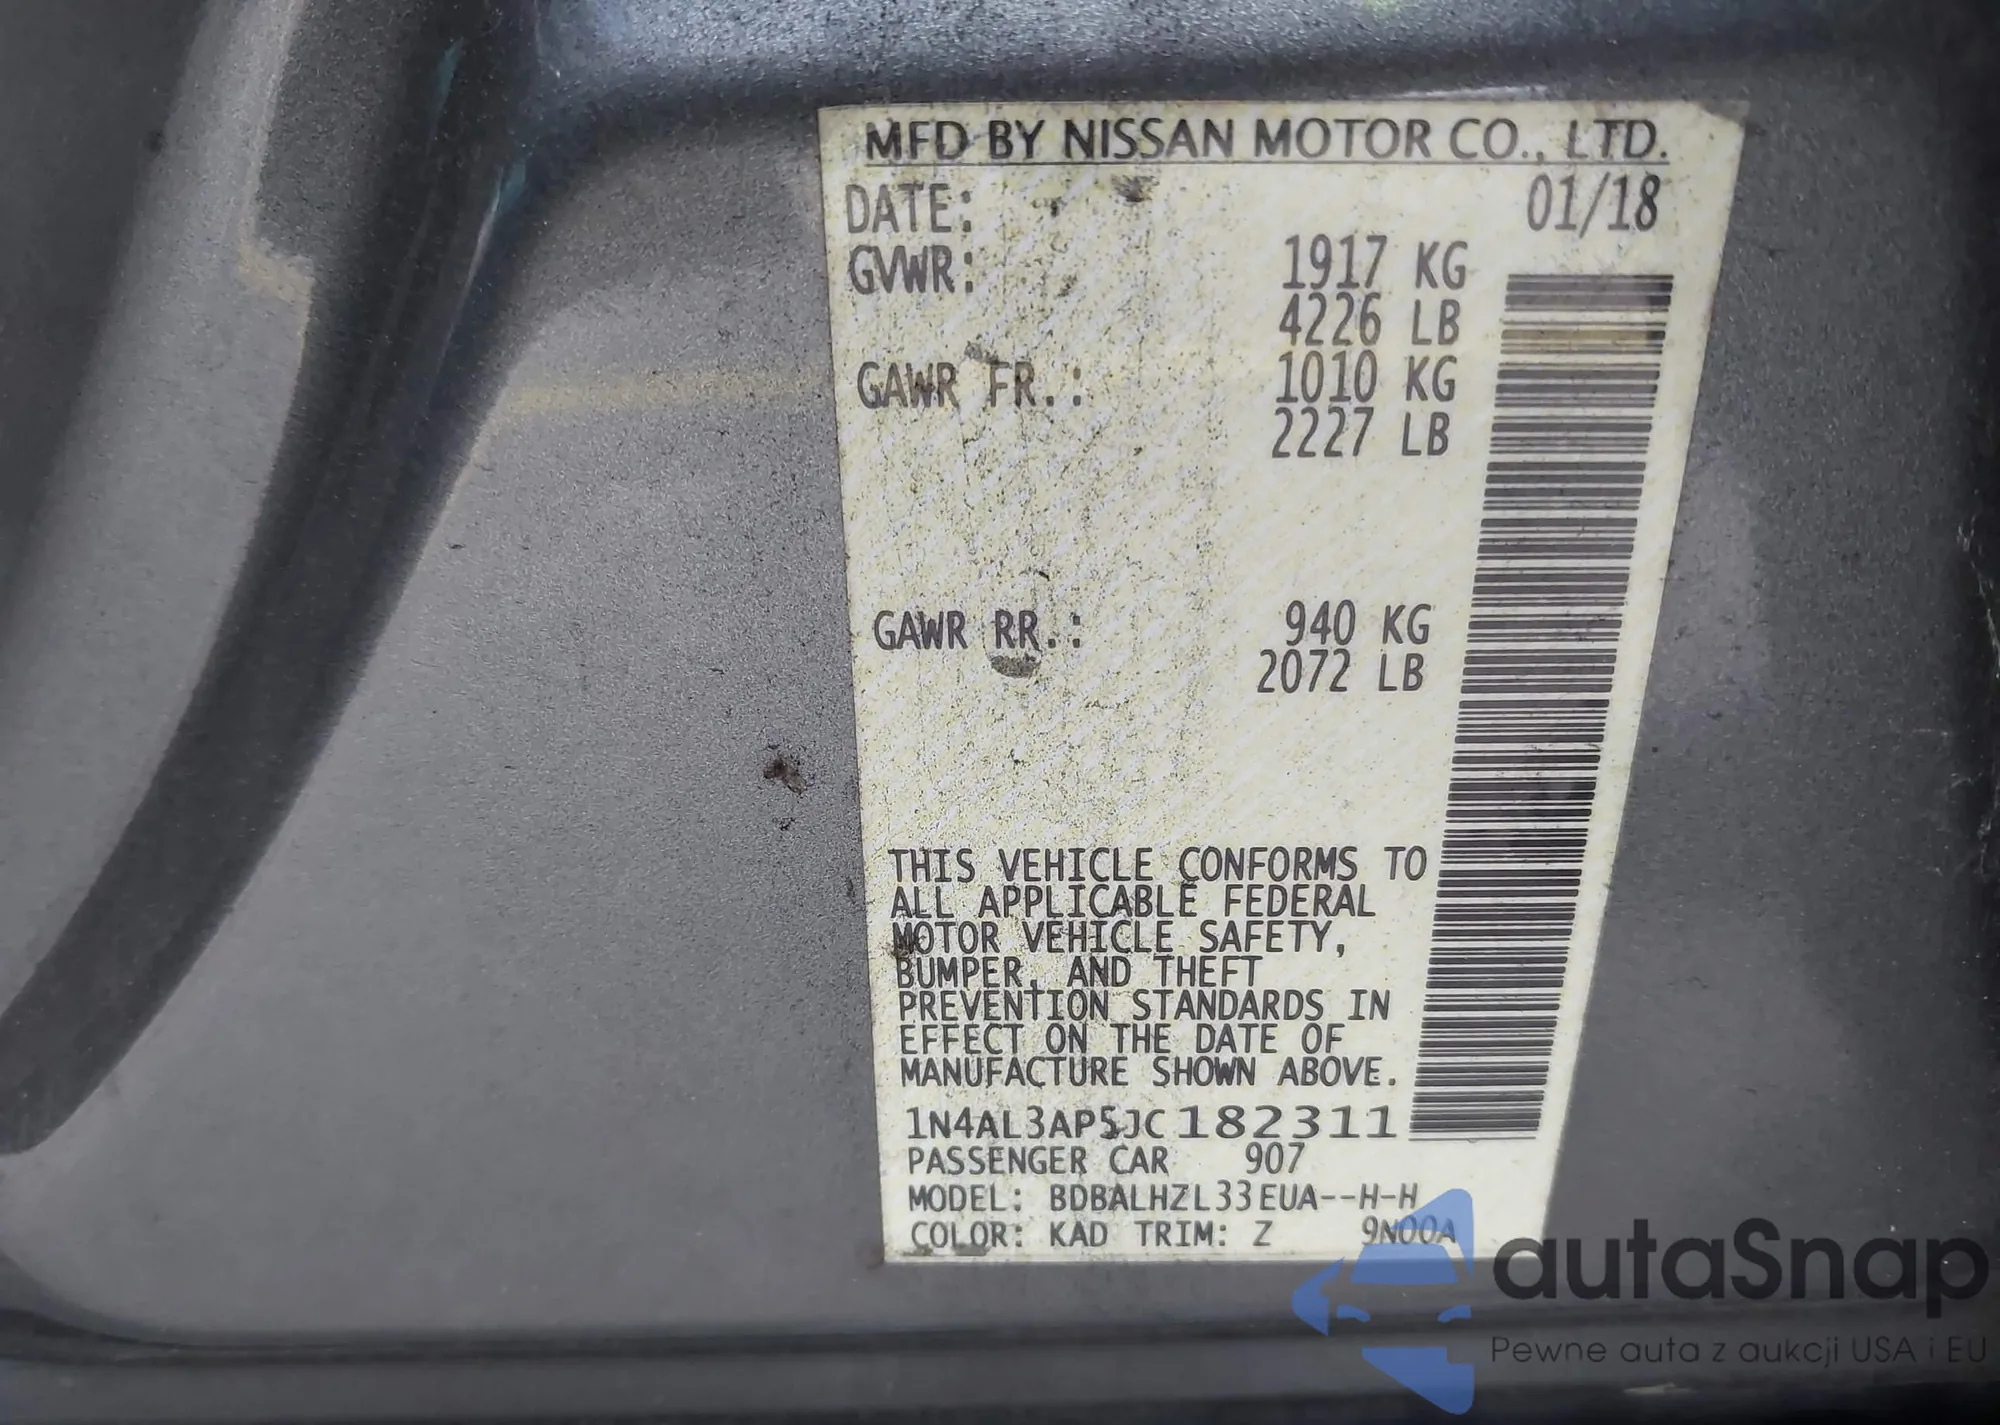 MFD BY NISSAN MOTOR CO., LTD.
DATE: 01/18
GVWR: 1917 KG
4226 LB
GAWR FR.: 1010 KG
2227 LB
GAWR RR.: 940 KG
2072 LB
THIS VEHICLE CONFORMS TO
ALL APPLICABLE FEDERAL
MOTOR VEHICLE SAFETY,
BUMPER, AND THEFT
PREVENTION STANDARDS IN
EFFECT ON THE DATE OF
MANUFACTURE SHOWN ABOVE.
1N4AL3AP5JC182311
PASSENGER CAR 907
MODEL: BDBALHZL33EUA--H-H
COLOR: KAD TRIM: Z 9N00A
autaSnap
Pewne auta z aukcji USA i EU